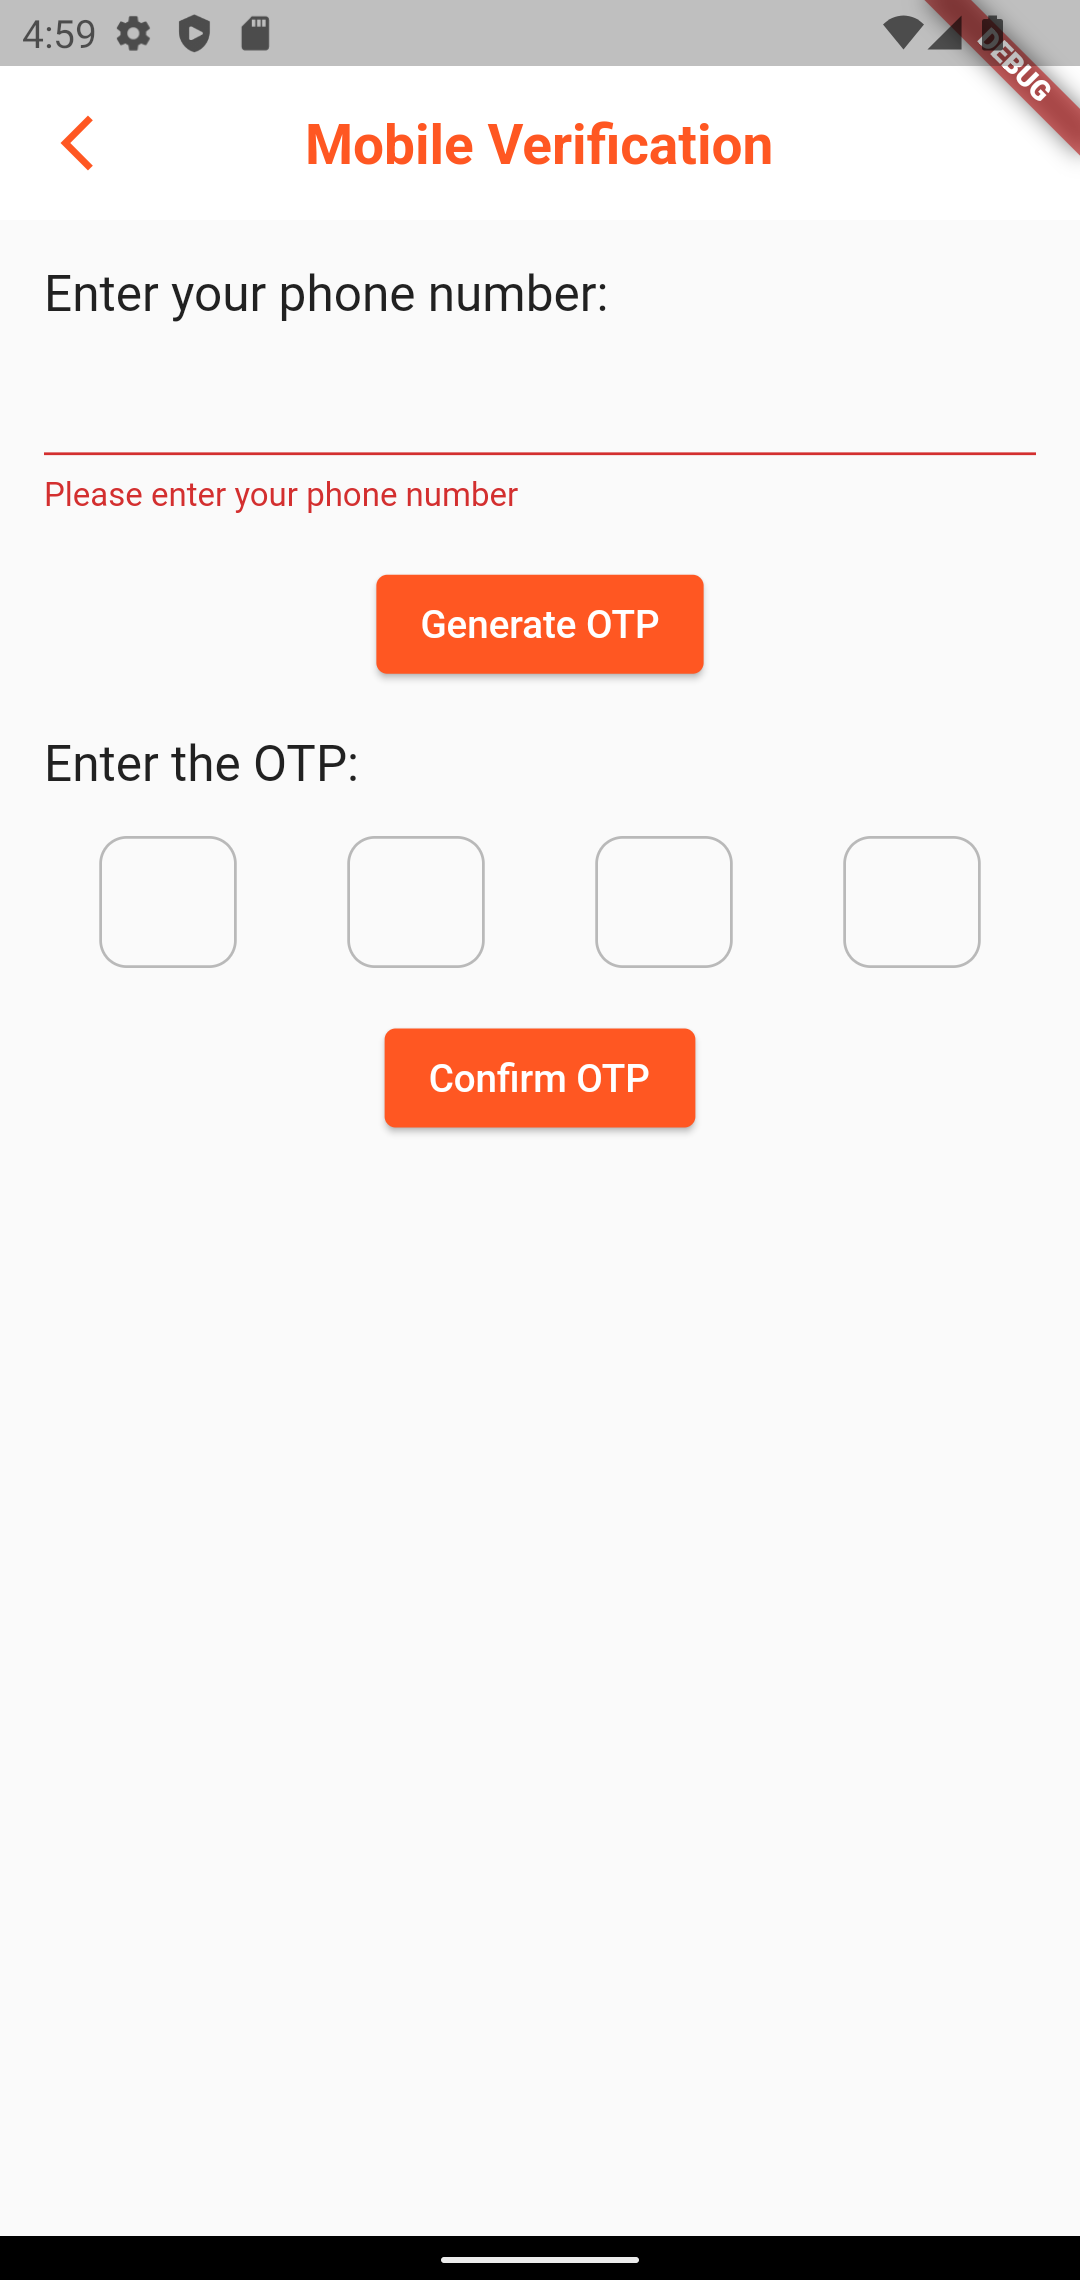 4:59
DEBUG
Mobile Verification
Enter your phone number:
Please enter your phone number
Generate OTP
Enter the OTP:
Confirm OTP